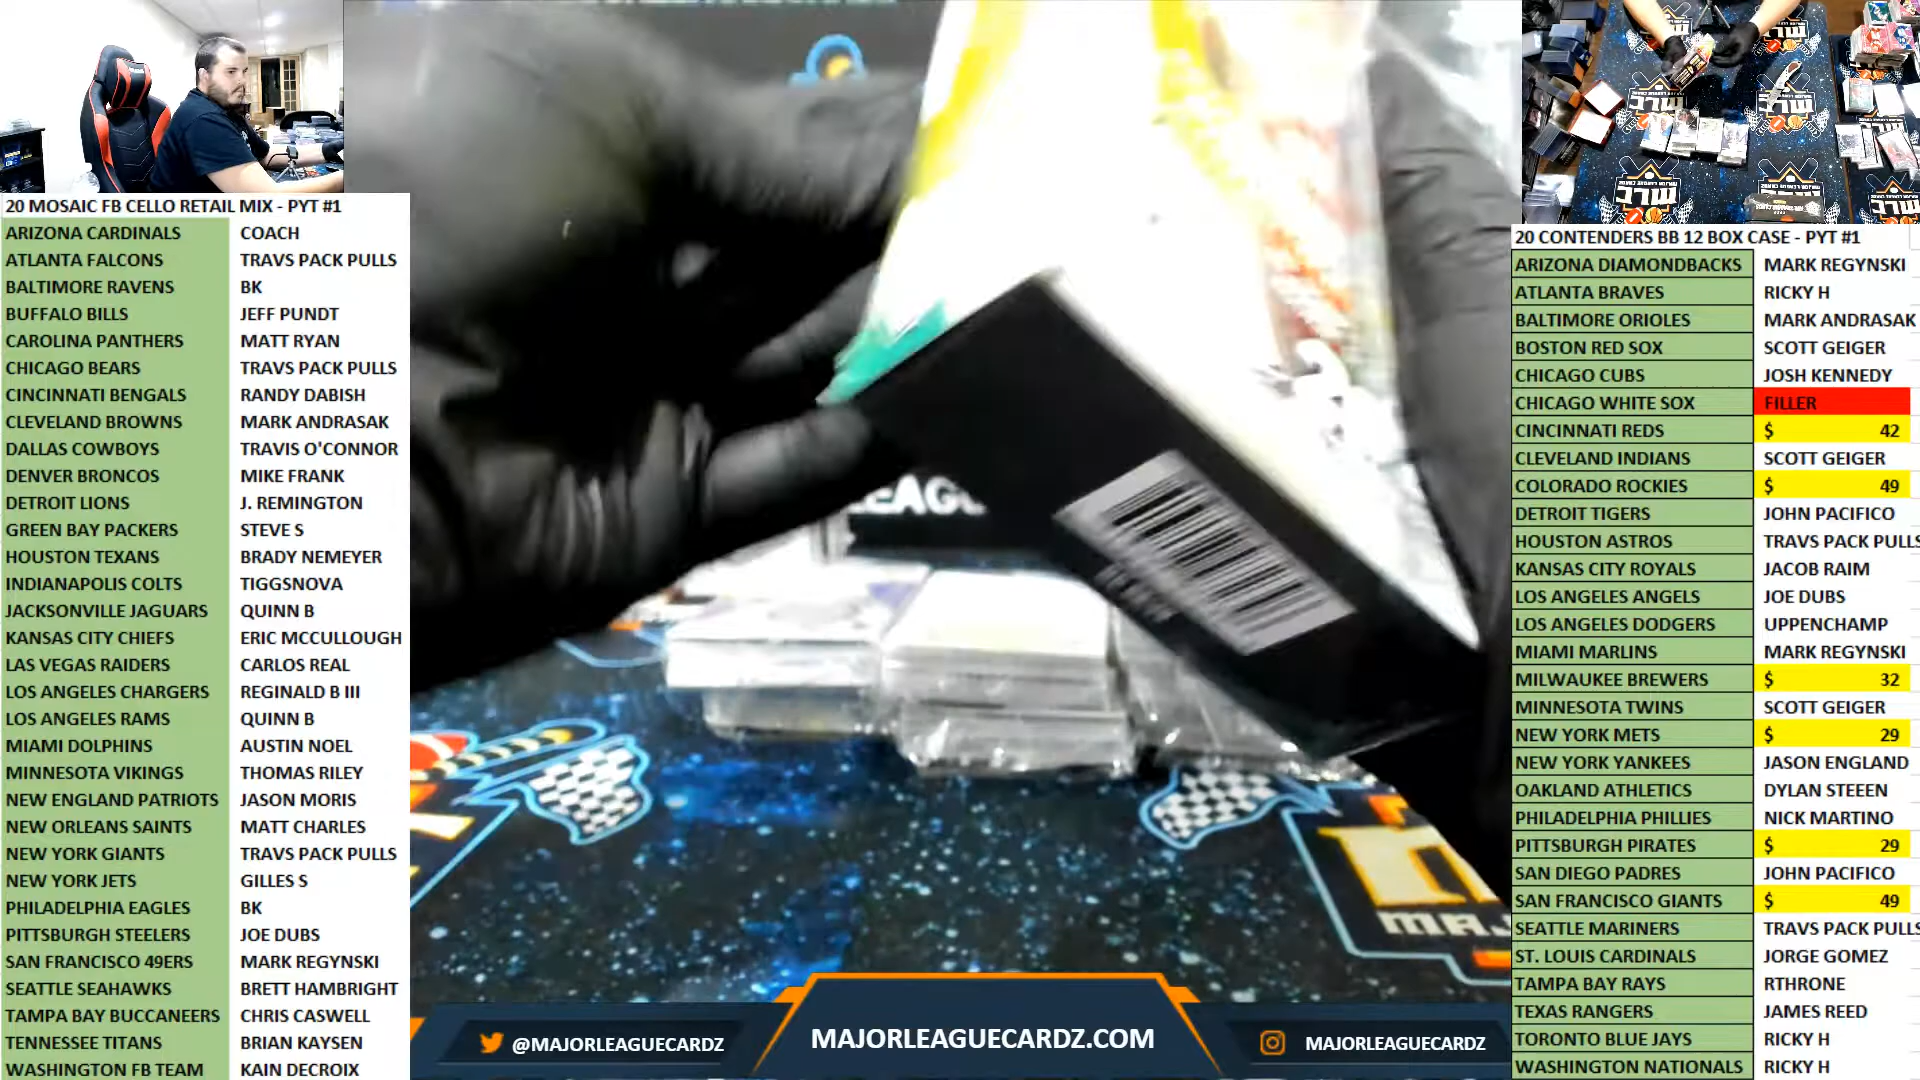 20 MOSAIC FB CELLO RETAIL MIX - PYT #1
ARIZONA CARDINALS COACH
ATLANTA FALCONS TRAVS PACK PULLS
BALTIMORE RAVENS BK
BUFFALO BILLS JEFF PUNDT
CAROLINA PANTHERS MATT RYAN
CHICAGO BEARS TRAVS PACK PULLS
CINCINNATI BENGALS RANDY DABISH
CLEVELAND BROWNS MARK ANDRASAK
DALLAS COWBOYS TRAVIS O'CONNOR
DENVER BRONCOS MIKE FRANK
DETROIT LIONS J. REMINGTON
GREEN BAY PACKERS STEVE S
HOUSTON TEXANS BRADY NEMEYER
INDIANAPOLIS COLTS TIGGSNOVA
JACKSONVILLE JAGUARS QUINN B
KANSAS CITY CHIEFS ERIC MCCULLOUGH
LAS VEGAS RAIDERS CARLOS REAL
LOS ANGELES CHARGERS REGINALD B III
LOS ANGELES RAMS QUINN B
MIAMI DOLPHINS AUSTIN NOEL
MINNESOTA VIKINGS THOMAS RILEY
NEW ENGLAND PATRIOTS JASON MORIS
NEW ORLEANS SAINTS MATT CHARLES
NEW YORK GIANTS TRAVS PACK PULLS
NEW YORK JETS GILLES S
PHILADELPHIA EAGLES BK
PITTSBURGH STEELERS JOE DUBS
SAN FRANCISCO 49ERS MARK REGYNSKI
SEATTLE SEAHAWKS BRETT HAMBRIGHT
TAMPA BAY BUCCANEERS CHRIS CASWELL
TENNESSEE TITANS BRIAN KAYSEN
WASHINGTON FB TEAM KAIN DECROIX
LEAGU
@MAJORLEAGUECARDZ
MAJORLEAGUECARDZ.COM
MAJORLEAGUECARDZ
20 CONTENDERS BB 12 BOX CASE - PYT #1
ARIZONA DIAMONDBACKS MARK REGYNSKI
ATLANTA BRAVES RICKY H
BALTIMORE ORIOLES MARK ANDRASAK
BOSTON RED SOX SCOTT GEIGER
CHICAGO CUBS JOSH KENNEDY
CHICAGO WHITE SOX FILLER
CINCINNATI REDS $ 42
CLEVELAND INDIANS SCOTT GEIGER
COLORADO ROCKIES $ 49
DETROIT TIGERS JOHN PACIFICO
HOUSTON ASTROS TRAVS PACK PULLS
KANSAS CITY ROYALS JACOB RAIM
LOS ANGELES ANGELS JOE DUBS
LOS ANGELES DODGERS UPPENCHAMP
MIAMI MARLINS MARK REGYNSKI
MILWAUKEE BREWERS $ 32
MINNESOTA TWINS SCOTT GEIGER
NEW YORK METS $ 29
NEW YORK YANKEES JASON ENGLAND
OAKLAND ATHLETICS DYLAN STEEEN
PHILADELPHIA PHILLIES NICK MARTINO
PITTSBURGH PIRATES $ 29
SAN DIEGO PADRES JOHN PACIFICO
SAN FRANCISCO GIANTS $ 49
SEATTLE MARINERS TRAVS PACK PULLS
ST. LOUIS CARDINALS JORGE GOMEZ
TAMPA BAY RAYS RTHRONE
TEXAS RANGERS JAMES REED
TORONTO BLUE JAYS RICKY H
WASHINGTON NATIONALS RICKY H